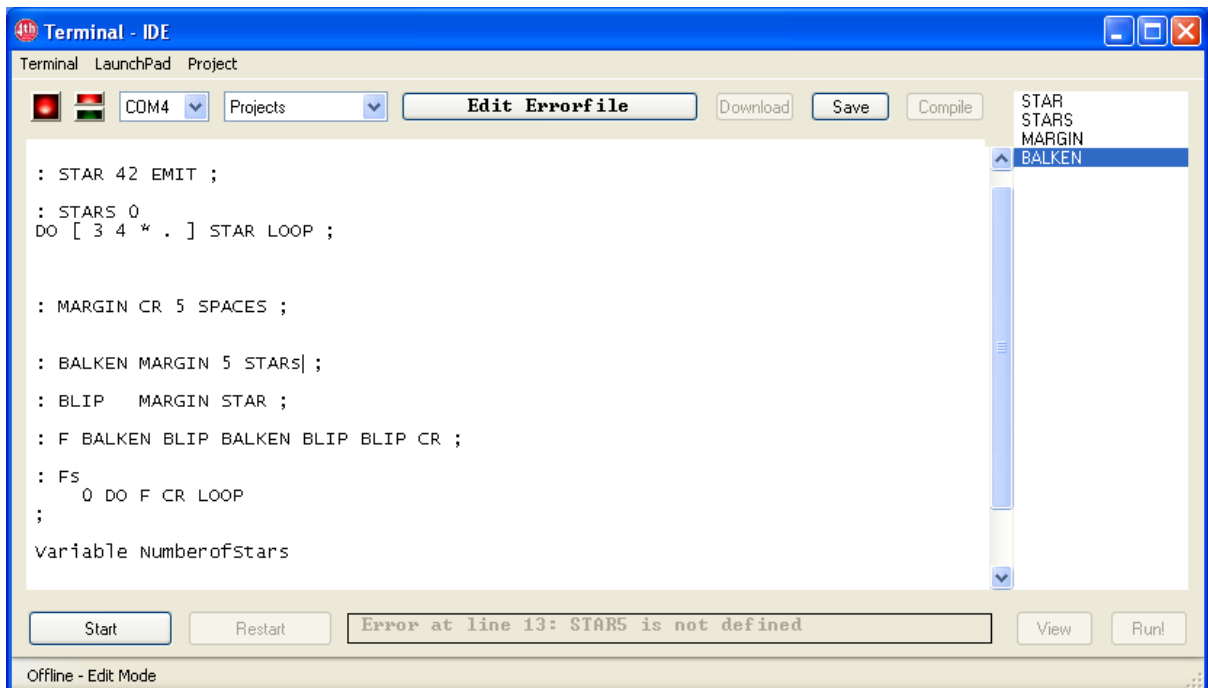 4th Terminal - IDE
Terminal LaunchPad Project
COM4 Projects Edit Errorfile Download Save Compile
: STAR 42 EMIT ;
: STARS 0
DO [ 3 4 * . ] STAR LOOP ;
: MARGIN CR 5 SPACES ;
: BALKEN MARGIN 5 STARs ;
: BLIP   MARGIN STAR ;
: F BALKEN BLIP BALKEN BLIP BLIP CR ;
: Fs
    0 DO F CR LOOP
;
Variable NumberofStars
STAR
STARS
MARGIN
BALKEN
Start Restart Error at line 13: STAR5 is not defined View Run!
Offline - Edit Mode